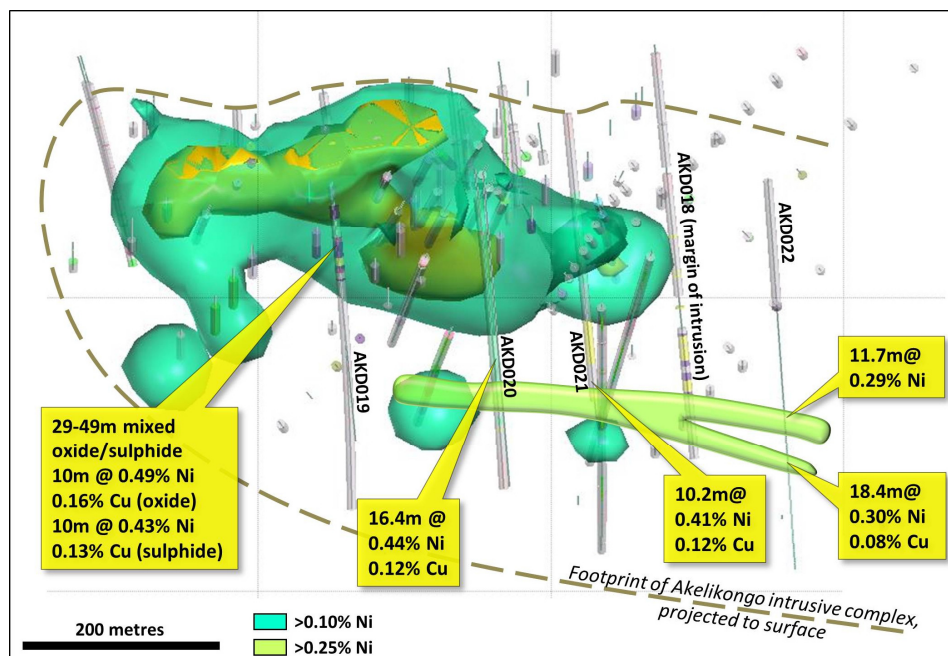 AKD018 (margin of intrusion)
AKD022
AKD019
AKD020
AKD021
11.7m@
0.29% Ni
29-49m mixed
oxide/sulphide
10m @ 0.49% Ni
0.16% Cu (oxide)
10m @ 0.43% Ni
0.13% Cu (sulphide)
16.4m @
0.44% Ni
0.12% Cu
10.2m@
0.41% Ni
0.12% Cu
18.4m@
0.30% Ni
0.08% Cu
Footprint of Akelikongo intrusive complex,
projected to surface
200 metres
>0.10% Ni
>0.25% Ni